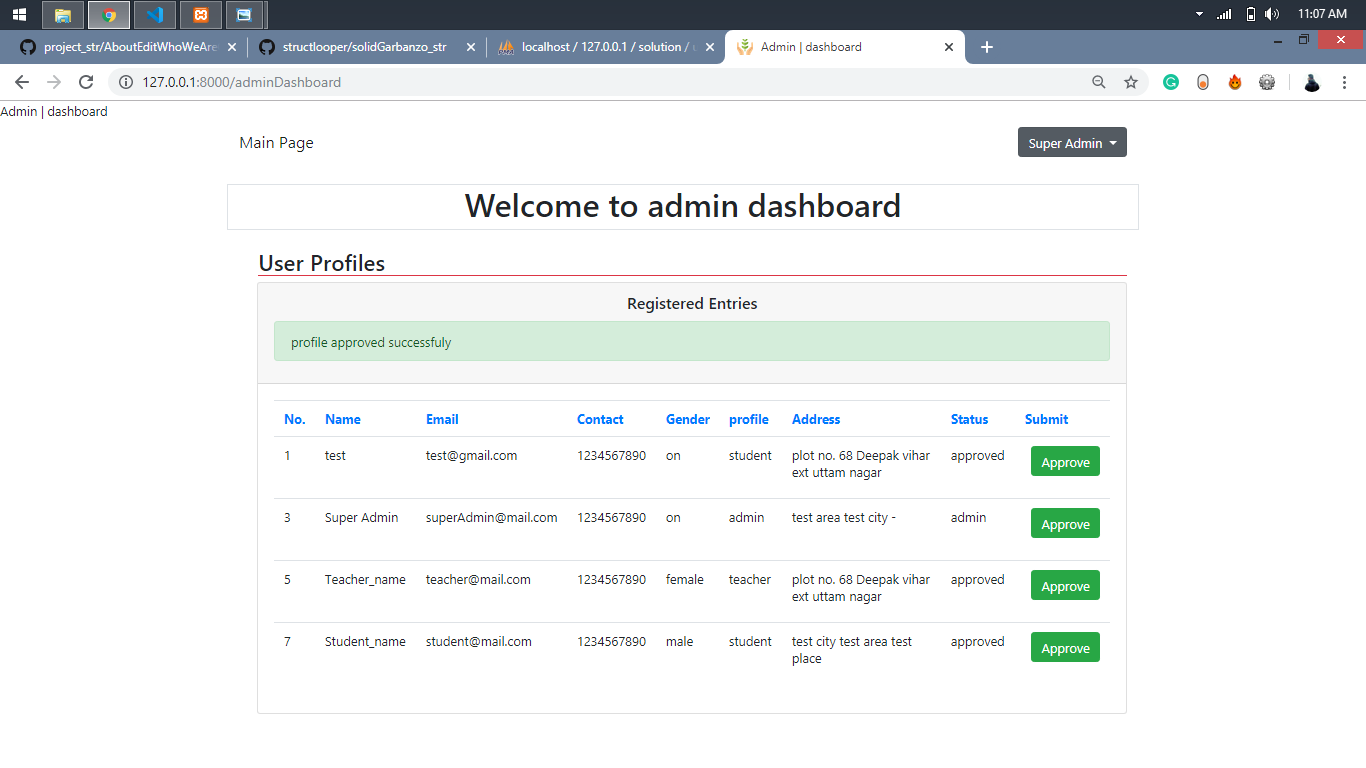 11:07 AM
project_str/AboutEditWhoWeAre
structlooper/solidGarbanzo_str
localhost / 127.0.0.1 / solution / u
Admin | dashboard
127.0.0.1:8000/adminDashboard
Admin | dashboard
Main Page
Super Admin
Welcome to admin dashboard
User Profiles
Registered Entries
profile approved successfuly
No. Name Email Contact Gender profile Address Status Submit
1 test test@gmail.com 1234567890 on student plot no. 68 Deepak vihar approved Approve
ext uttam nagar
3 Super Admin superAdmin@mail.com 1234567890 on admin test area test city - admin Approve
5 Teacher_name teacher@mail.com 1234567890 female teacher plot no. 68 Deepak vihar approved Approve
ext uttam nagar
7 Student_name student@mail.com 1234567890 male student test city test area test approved Approve
place